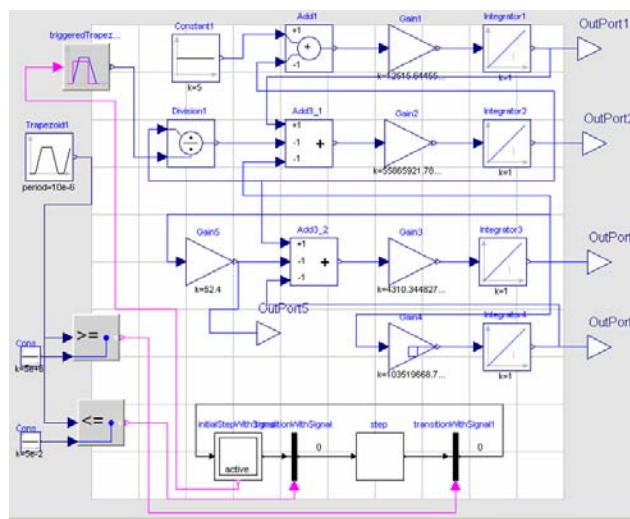 triggeredTrapez...
Constant1
k=5
Add1
+1
+1
+
Gain1
Integrator1
k=1
OutPort1
Trapezoid1
period=10e-6
Division1
Add3_1
+1
-1
-1
+
Gain2
k=55865921.78...
Integrator2
k=1
Gain5
k=52.4
Add3_2
+1
-1
-1
+
Gain3
k=4310.344827...
Integrator3
k=1
OutPort5
Gain4
k=103519668.7...
Integrator4
k=1
Cons
>=
Cons
<=
active
0
step
transitionWithSignal1
0